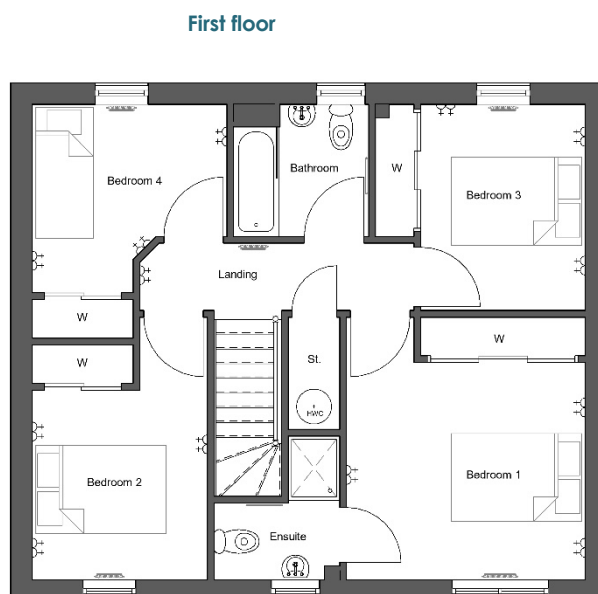 First floor
Bedroom 4
Bathroom
W
Bedroom 3
Landing
W
W
St.
W
HWC
Bedroom 2
Bedroom 1
Ensuite